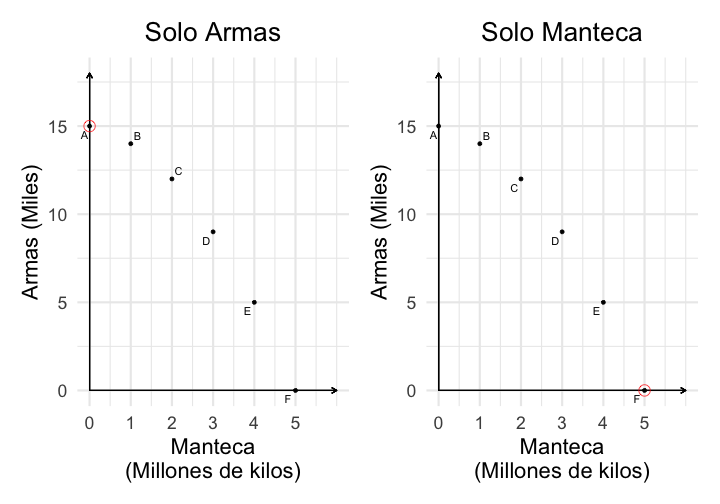 Solo Armas
15
10
5
0
A
B
C
D
E
F
0 1 2 3 4 5
Armas (Miles)
Manteca
(Millones de kilos)
Solo Manteca
15
10
5
0
A
B
C
D
E
F
0 1 2 3 4 5
Armas (Miles)
Manteca
(Millones de kilos)